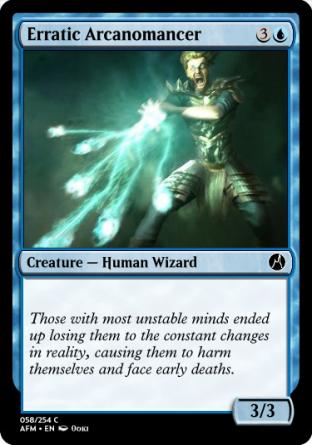 Erratic Arcanomancer 3
Creature — Human Wizard
Those with most unstable minds ended
up losing them to the constant changes
in reality, causing them to harm
themselves and face early deaths.
3/3
058/254 C
AFM • EN